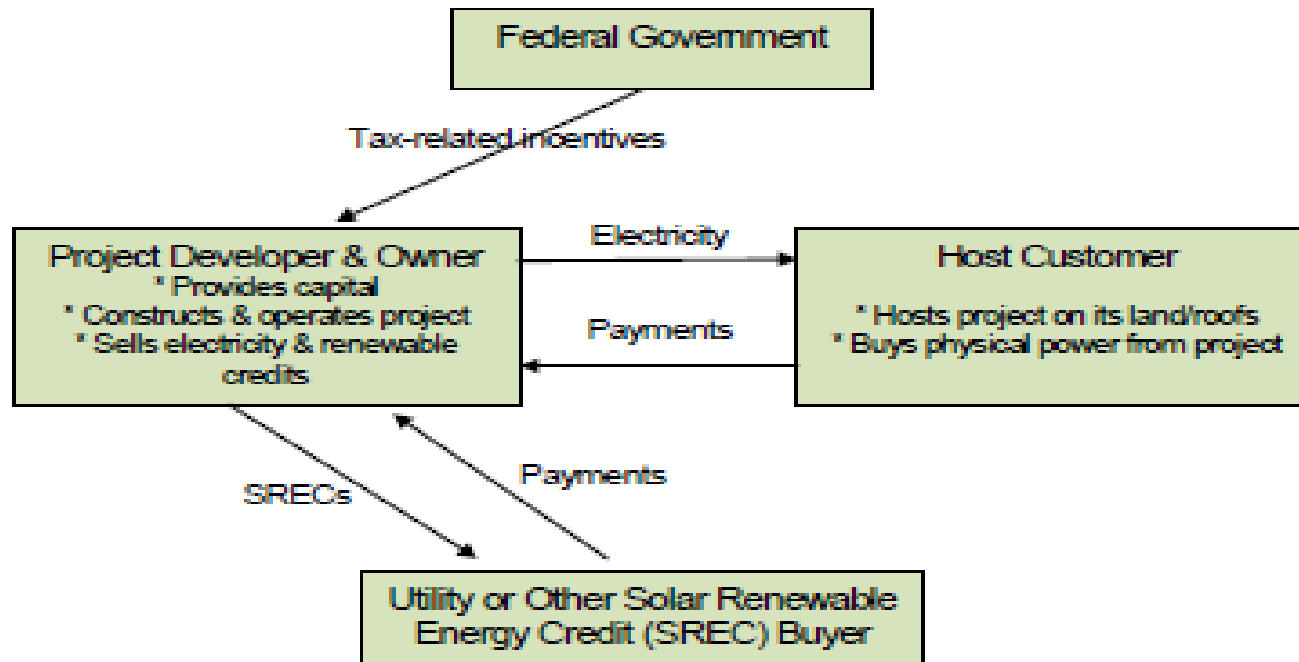 Federal Government
Tax-related incentives
Project Developer & Owner
* Provides capital
* Constructs & operates project
* Sells electricity & renewable
credits
Electricity
Payments
Host Customer
* Hosts project on its land/roofs
* Buys physical power from project
SRECs
Payments
Utility or Other Solar Renewable
Energy Credit (SREC) Buyer